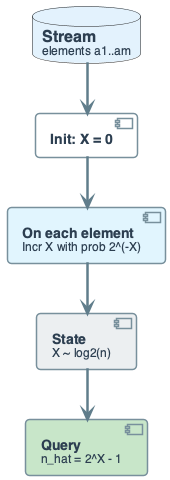 Stream
elements a1..am
Init: X = 0
On each element
Incr X with prob 2^(-X)
State
X ~ log2(n)
Query
n_hat = 2^X - 1